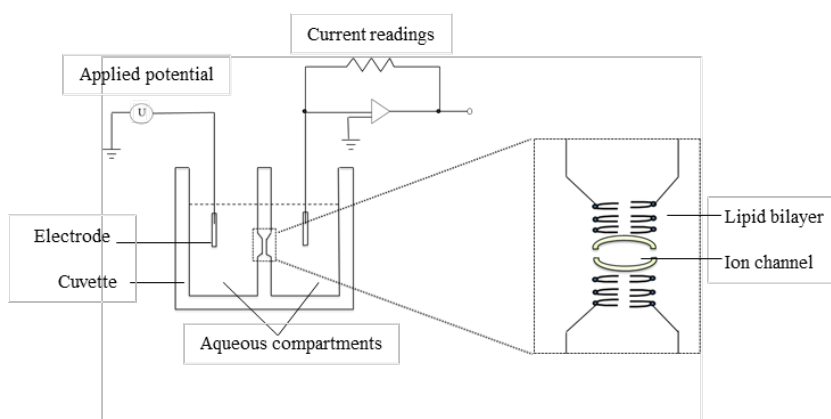 Current readings
Applied potential
U
Electrode
Cuvette
Aqueous compartments
Lipid bilayer
Ion channel